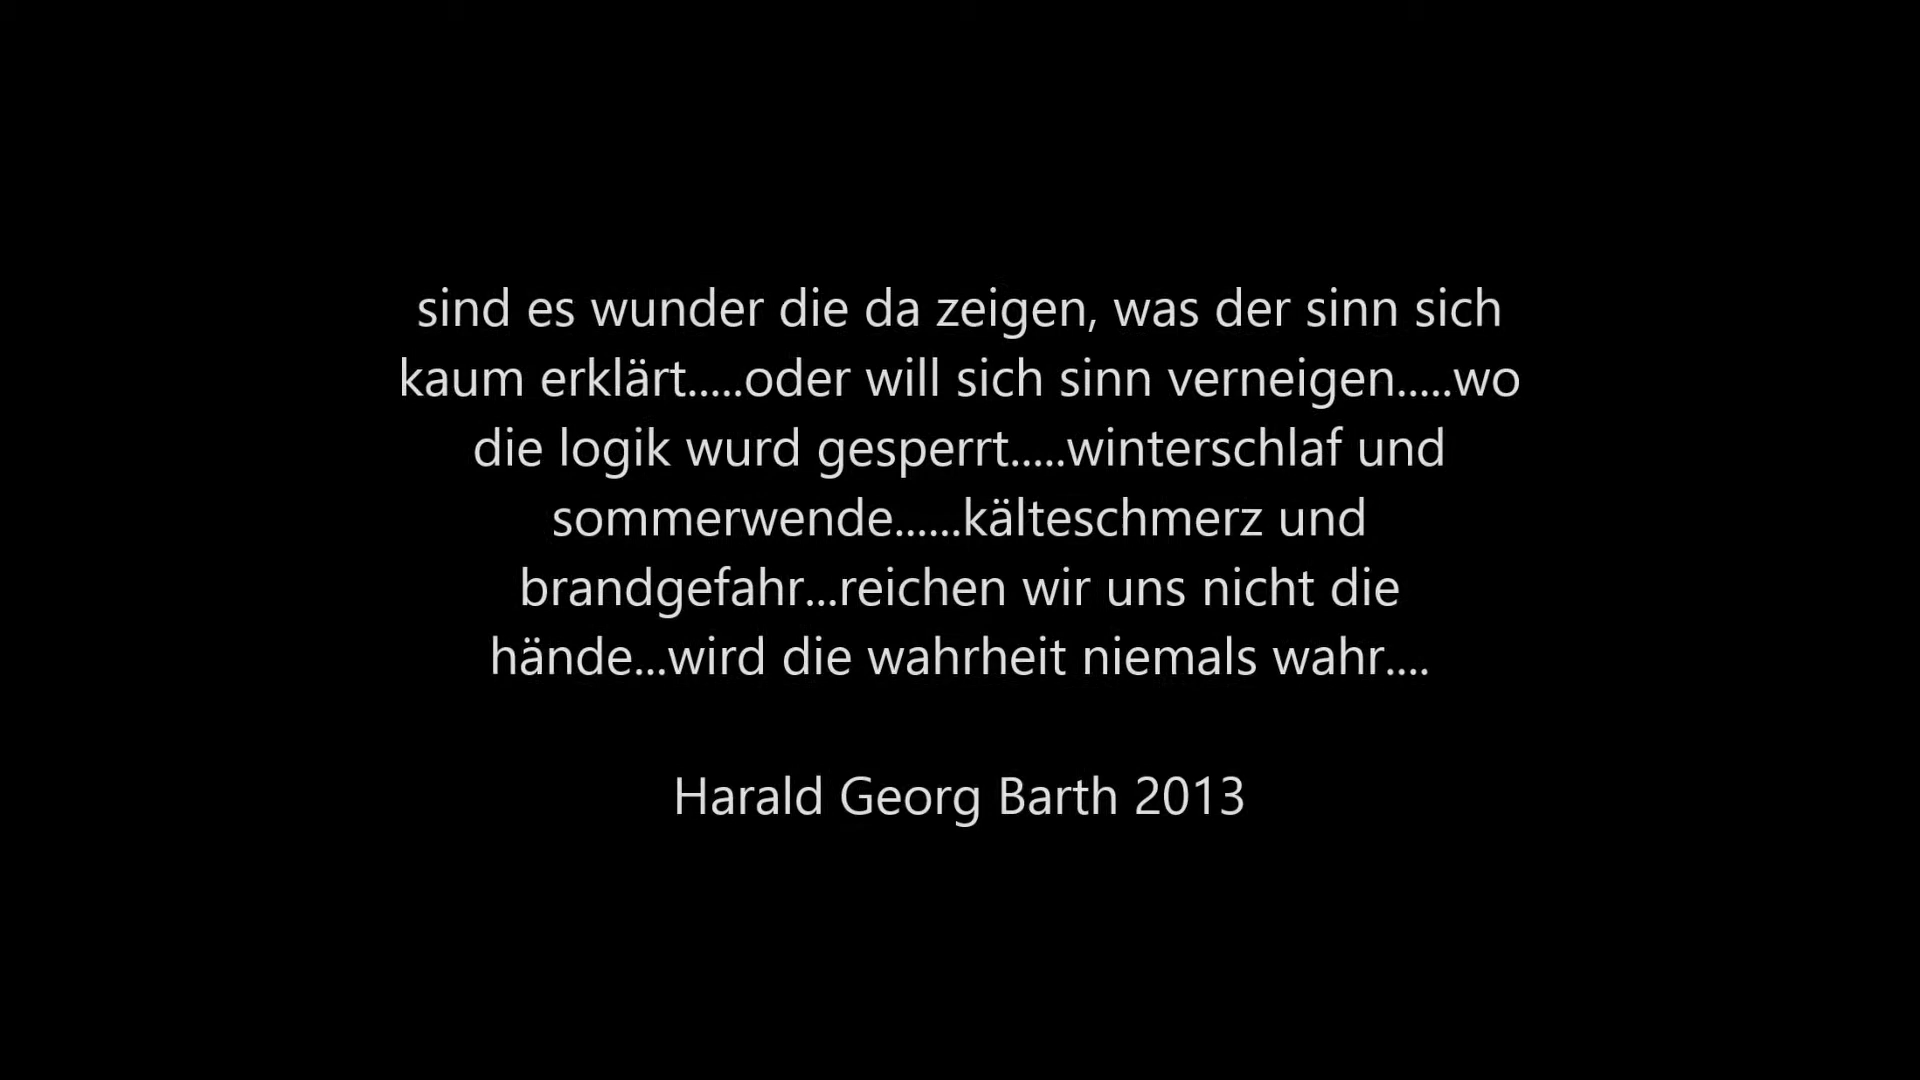 sind es wunder die da zeigen, was der sinn sich
kaum erklärt.....oder will sich sinn verneigen.....wo
die logik wurd gesperrt.....winterschlaf und
sommerwende......kälteschmerz und
brandgefahr...reichen wir uns nicht die
hände...wird die wahrheit niemals wahr....
Harald Georg Barth 2013